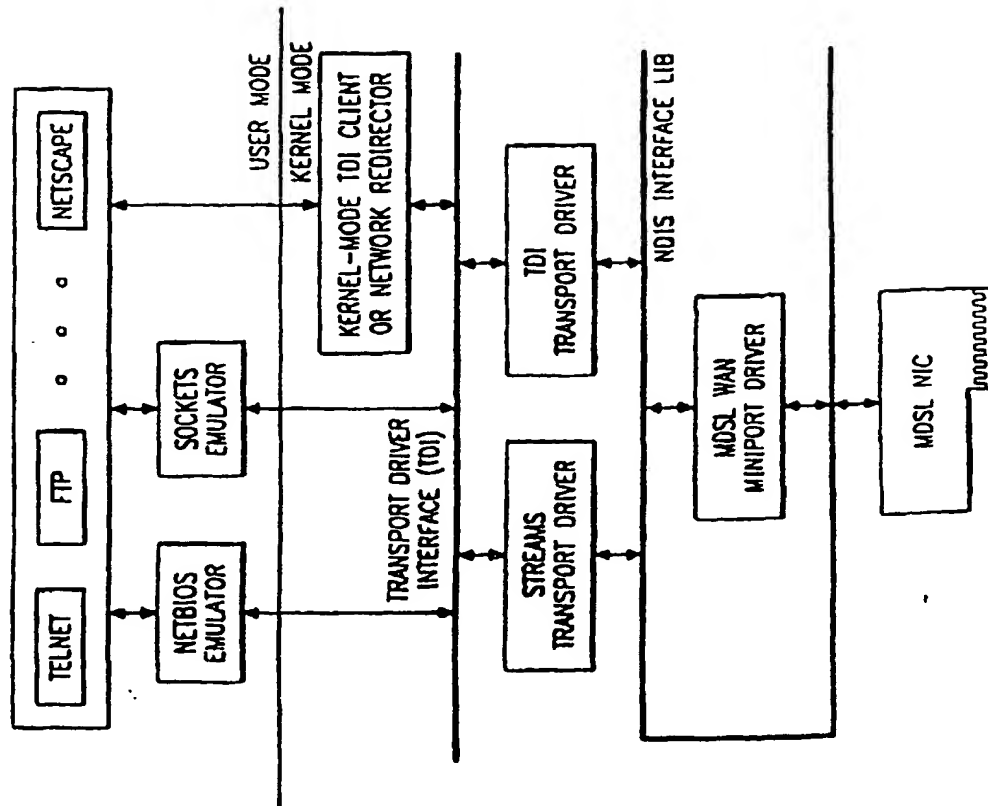 TELNET
FTP
NETSCAPE
NETBIOS
EMULATOR
SOCKETS
EMULATOR
USER MODE
KERNEL MODE
KERNEL-MODE TDI CLIENT
OR NETWORK REDIRECTOR
TRANSPORT DRIVER
INTERFACE (TDI)
STREAMS
TRANSPORT DRIVER
TDI
TRANSPORT DRIVER
NDIS INTERFACE LIB
MDSL WAN
MINIPORT DRIVER
MDSL NIC